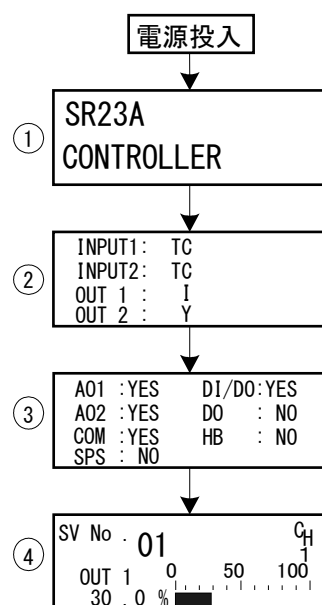 電源投入
①
SR23A
CONTROLLER
②
INPUT1: TC
INPUT2: TC
OUT 1 : I
OUT 2 : Y
③
AO1 :YES DI/DO:YES
AO2 :YES DO : NO
COM :YES HB : NO
SPS : NO
④
SV No . 01 CH 1
OUT 1 0 50 100
30 . 0 %